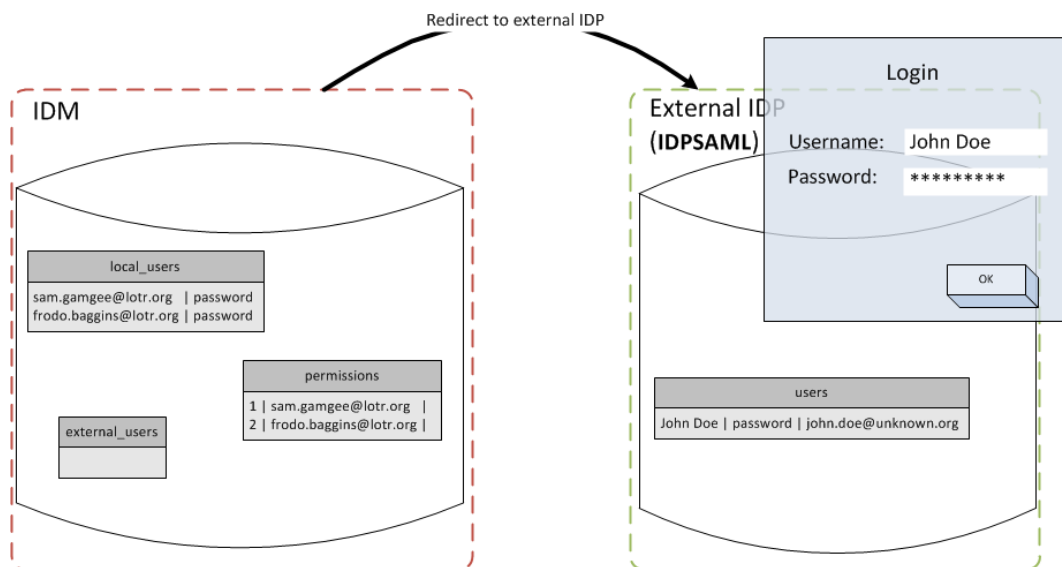 Redirect to external IDP
IDM
local_users
sam.gamgee@lotr.org | password
frodo.baggins@lotr.org | password
permissions
1 | sam.gamgee@lotr.org |
2 | frodo.baggins@lotr.org |
external_users
External IDP
(IDPSAML)
Login
Username: John Doe
Password: *********
OK
users
John Doe | password | john.doe@unknown.org